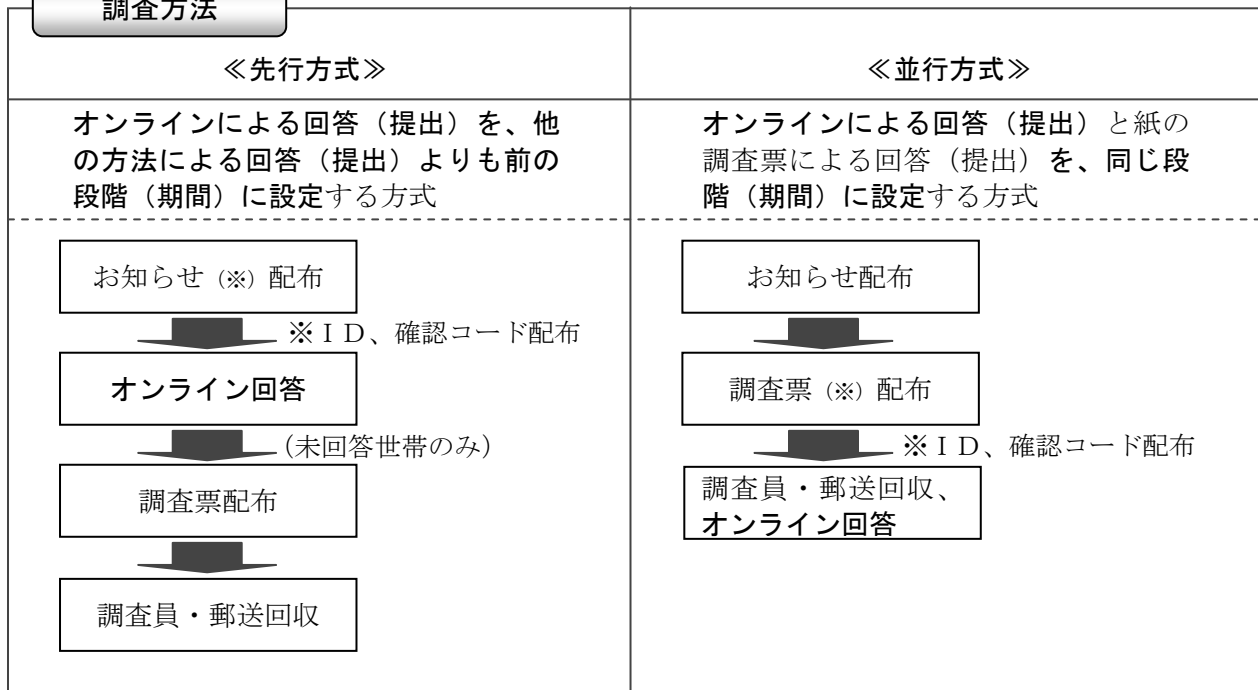 調査方法
≪先行方式≫
オンラインによる回答（提出）を、他
の方法による回答（提出）よりも前の
段階（期間）に設定する方式
お知らせ（※）配布
※ＩＤ、確認コード配布
オンライン回答
（未回答世帯のみ）
調査票配布
調査員・郵送回収
≪並行方式≫
オンラインによる回答（提出）と紙の
調査票による回答（提出）を、同じ段
階（期間）に設定する方式
お知らせ配布
調査票（※）配布
※ＩＤ、確認コード配布
調査員・郵送回収、
オンライン回答